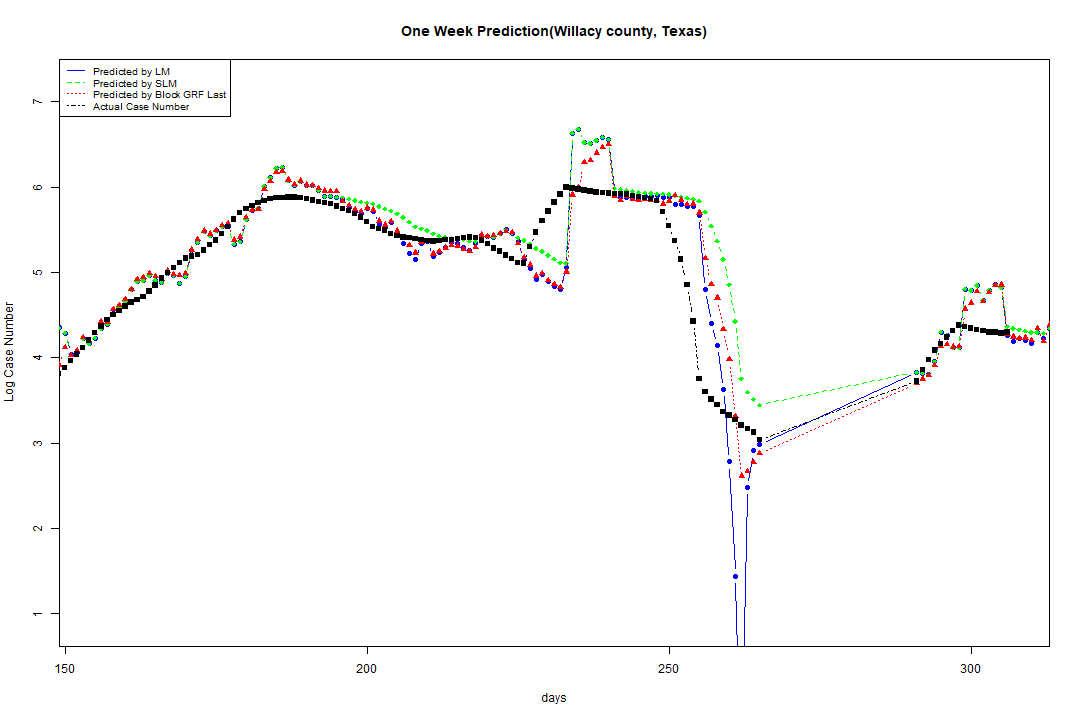 One Week Prediction(Willacy county, Texas)
Predicted by LM
Predicted by SLM
Predicted by Block GRF Last
Actual Case Number
7
6
5
4
3
2
1
Log Case Number
150 200 250 300
days